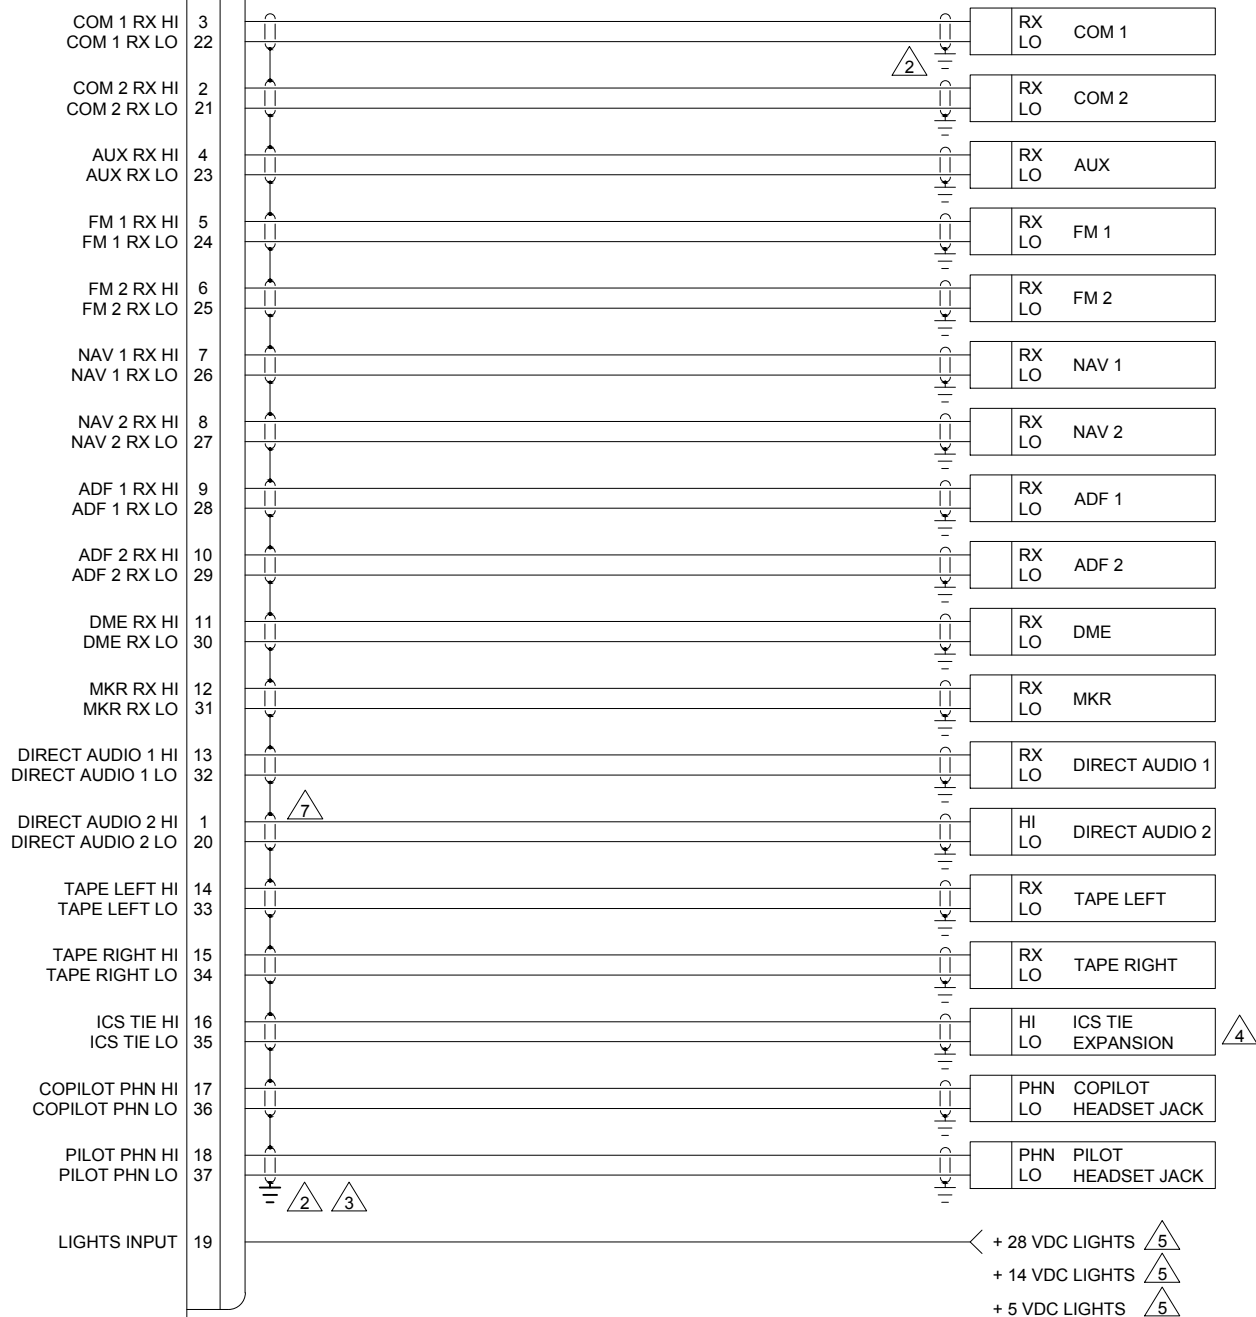 COM 1 RX HI 3 RX
COM 1 RX LO 22 LO COM 1
2
COM 2 RX HI 2 RX
COM 2 RX LO 21 LO COM 2
AUX RX HI 4 RX
AUX RX LO 23 LO AUX
FM 1 RX HI 5 RX
FM 1 RX LO 24 LO FM 1
FM 2 RX HI 6 RX
FM 2 RX LO 25 LO FM 2
NAV 1 RX HI 7 RX
NAV 1 RX LO 26 LO NAV 1
NAV 2 RX HI 8 RX
NAV 2 RX LO 27 LO NAV 2
ADF 1 RX HI 9 RX
ADF 1 RX LO 28 LO ADF 1
ADF 2 RX HI 10 RX
ADF 2 RX LO 29 LO ADF 2
DME RX HI 11 RX
DME RX LO 30 LO DME
MKR RX HI 12 RX
MKR RX LO 31 LO MKR
DIRECT AUDIO 1 HI 13 RX
DIRECT AUDIO 1 LO 32 LO DIRECT AUDIO 1
7
DIRECT AUDIO 2 HI 1 HI
DIRECT AUDIO 2 LO 20 LO DIRECT AUDIO 2
TAPE LEFT HI 14 RX
TAPE LEFT LO 33 LO TAPE LEFT
TAPE RIGHT HI 15 RX
TAPE RIGHT LO 34 LO TAPE RIGHT
ICS TIE HI 16 HI ICS TIE
ICS TIE LO 35 LO EXPANSION 4
COPILOT PHN HI 17 PHN COPILOT
COPILOT PHN LO 36 LO HEADSET JACK
PILOT PHN HI 18 PHN PILOT
PILOT PHN LO 37 LO HEADSET JACK
2 3
LIGHTS INPUT 19 + 28 VDC LIGHTS 5
+ 14 VDC LIGHTS 5
+ 5 VDC LIGHTS 5